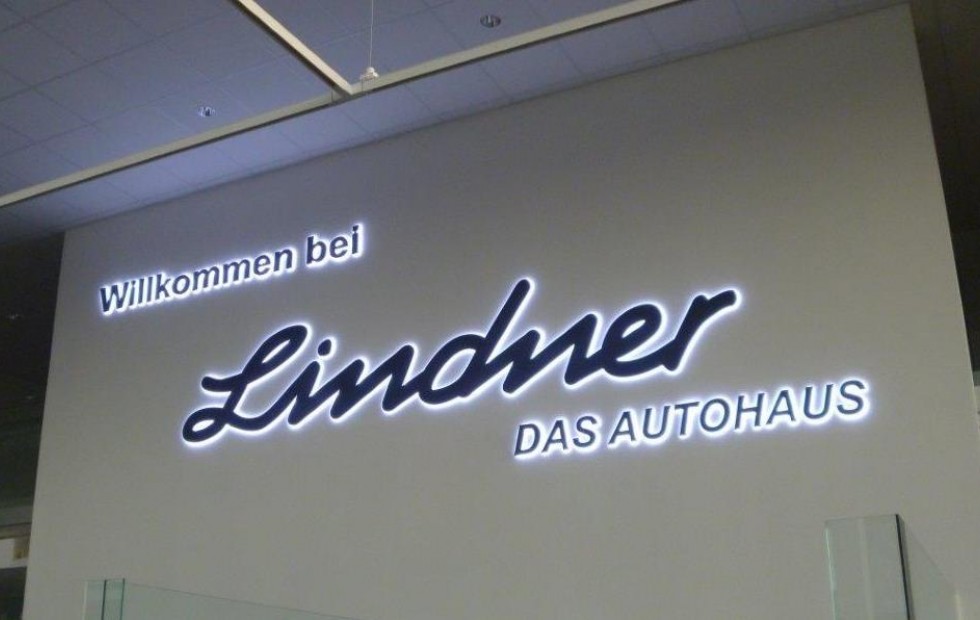 Willkommen bei
Lindner
DAS AUTOHAUS